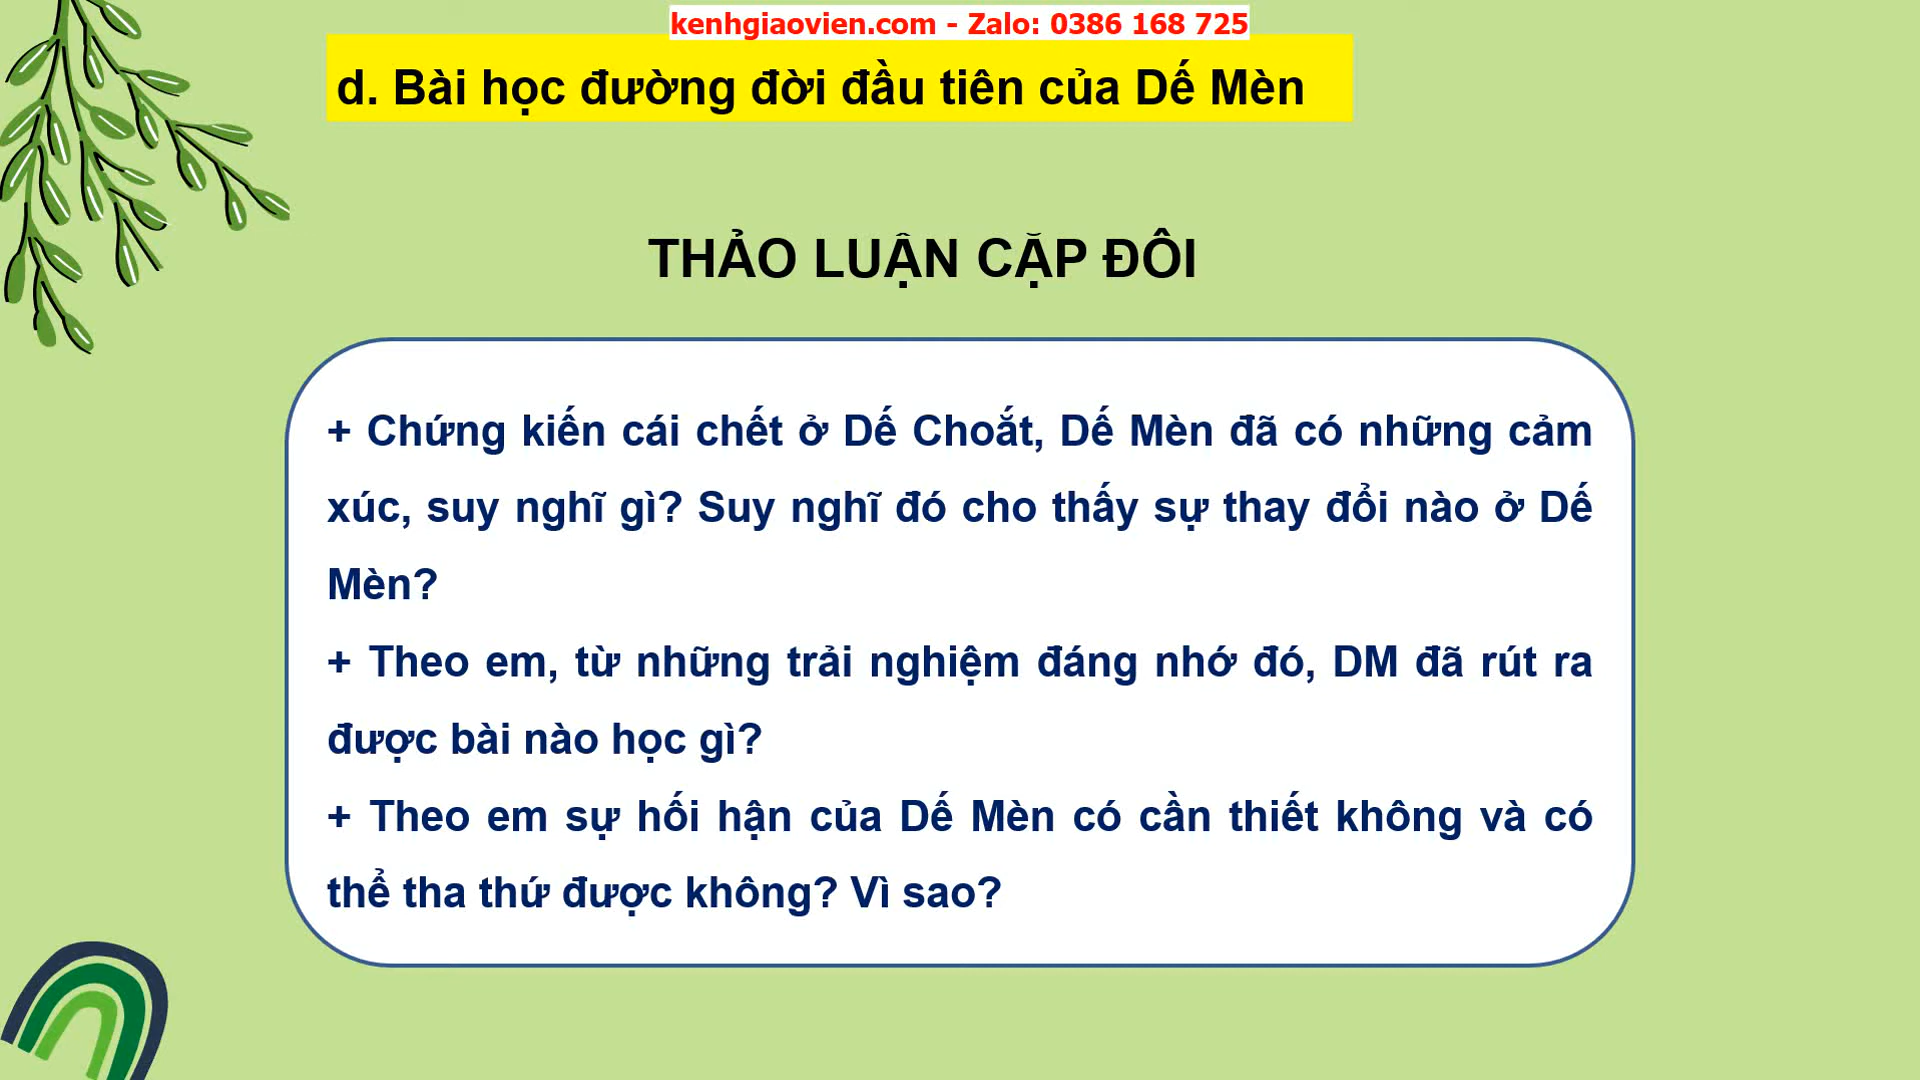 kenhgiaovien.com - Zalo: 0386 168 725
d. Bài học đường đời đầu tiên của Dế Mèn
THẢO LUẬN CẶP ĐÔI
+ Chứng kiến cái chết ở Dế Choắt, Dế Mèn đã có những cảm
xúc, suy nghĩ gì? Suy nghĩ đó cho thấy sự thay đổi nào ở Dế
Mèn?
+ Theo em, từ những trải nghiệm đáng nhớ đó, DM đã rút ra
được bài nào học gì?
+ Theo em sự hối hận của Dế Mèn có cần thiết không và có
thể tha thứ được không? Vì sao?